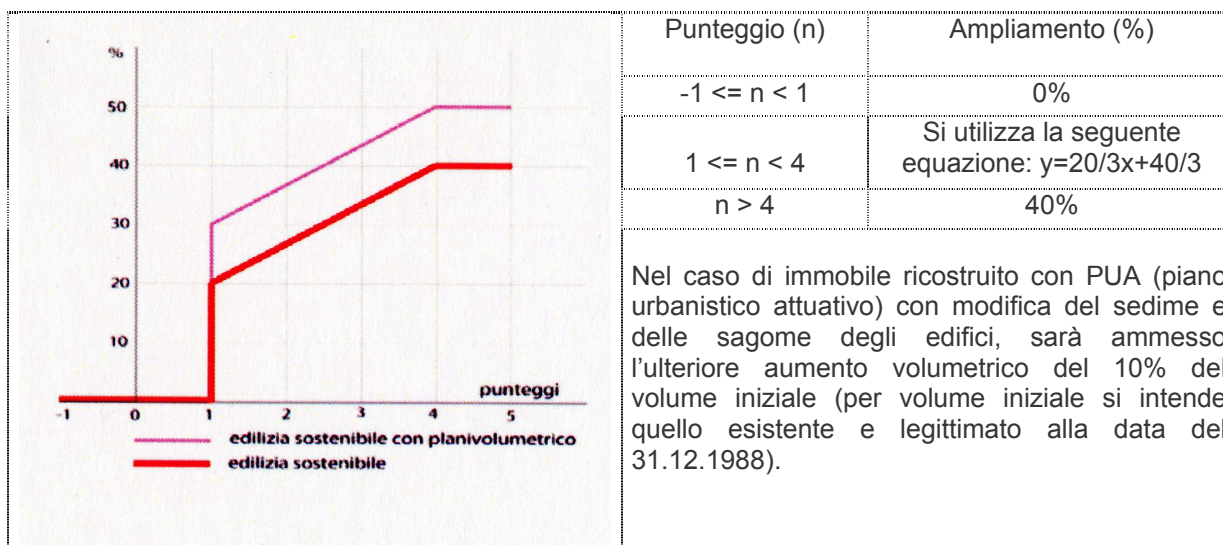 %
50
40
30
20
10
punteggi
-1 0 1 2 3 4 5
edilizia sostenibile con planivolumetrico
edilizia sostenibile
Punteggio (n) Ampliamento (%)
-1 <= n < 1 0%
Si utilizza la seguente
1 <= n < 4 equazione: y=20/3x+40/3
n > 4 40%
Nel caso di immobile ricostruito con PUA (piano
urbanistico attuativo) con modifica del sedime e
delle sagome degli edifici, sarà ammesso
l’ulteriore aumento volumetrico del 10% del
volume iniziale (per volume iniziale si intende
quello esistente e legittimato alla data del
31.12.1988).